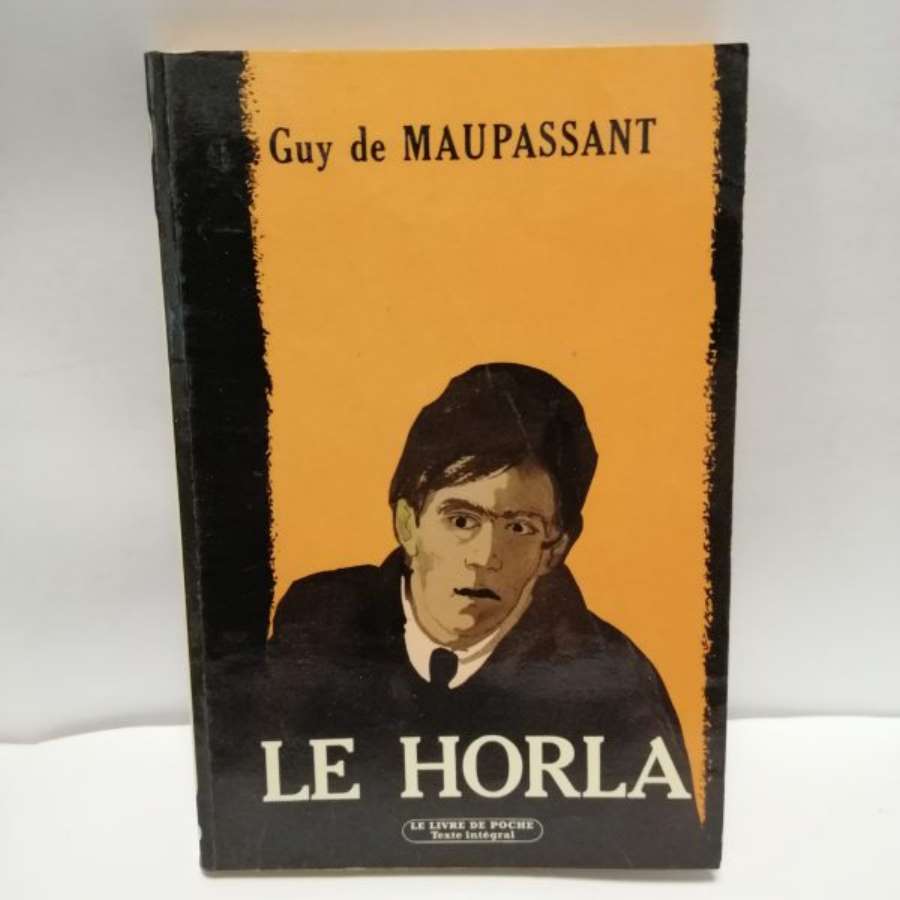 Guy de MAUPASSANT
LE HORLA
LE LIVRE DE POCHE
Texte intégral